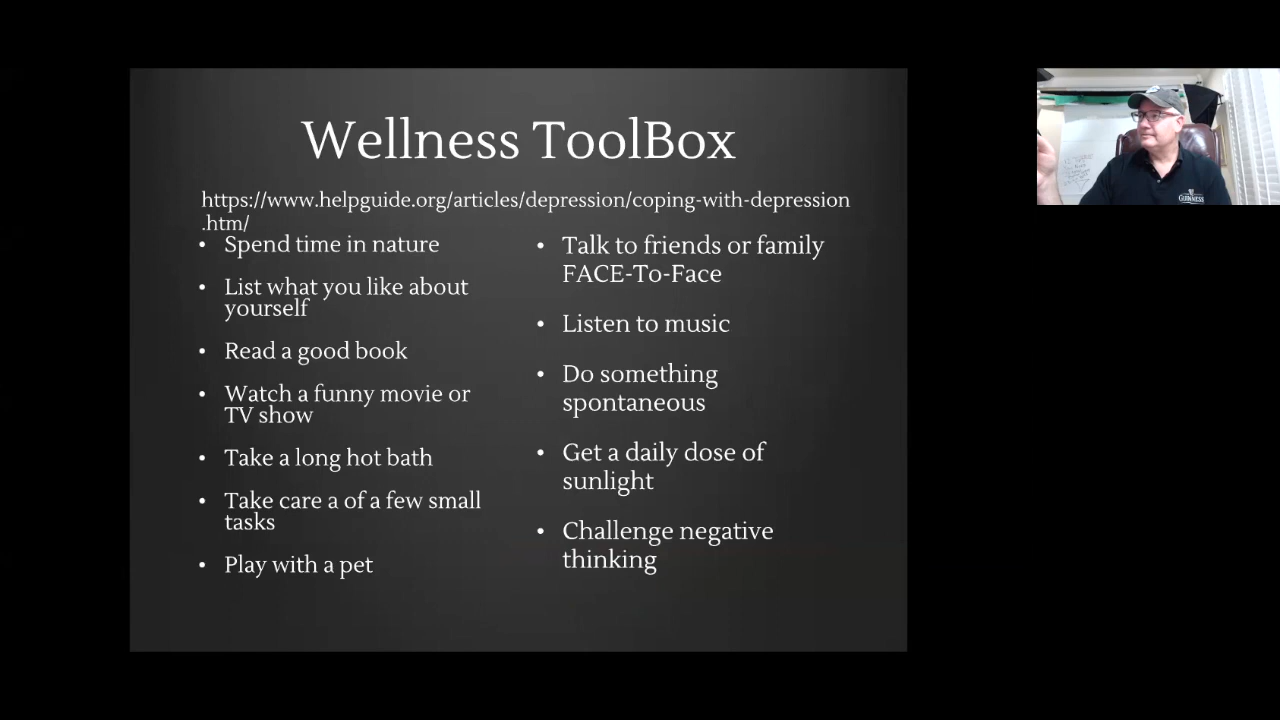 Wellness ToolBox
https://www.helpguide.org/articles/depression/coping-with-depression
.htm/
• Spend time in nature
• List what you like about
yourself
• Read a good book
• Watch a funny movie or
TV show
• Take a long hot bath
• Take care a of a few small
tasks
• Play with a pet
• Talk to friends or family
FACE-To-Face
• Listen to music
• Do something
spontaneous
• Get a daily dose of
sunlight
• Challenge negative
thinking
GUINNESS